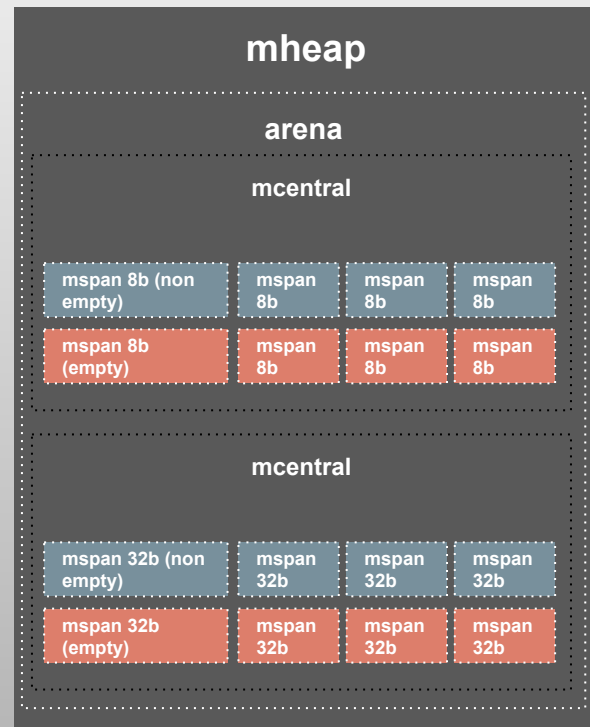 mheap
arena
mcentral
mspan 8b (non
empty)
mspan
8b
mspan
8b
mspan
8b
mspan 8b
(empty)
mspan
8b
mspan
8b
mspan
8b
mcentral
mspan 32b (non
empty)
mspan
32b
mspan
32b
mspan
32b
mspan 32b
(empty)
mspan
32b
mspan
32b
mspan
32b